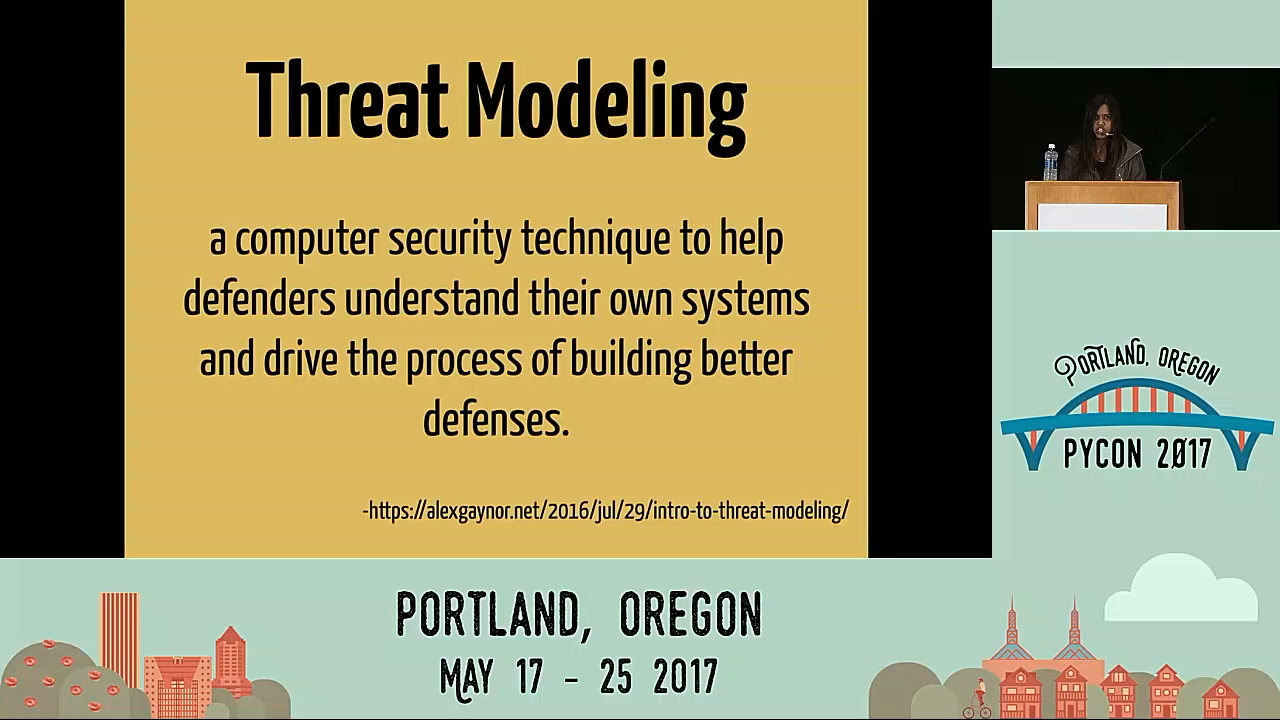 Threat Modeling
a computer security technique to help
defenders understand their own systems
and drive the process of building better
defenses.
-https://alexgaynor.net/2016/jul/29/intro-to-threat-modeling/
PORTLAND, OREGON
PYCON 2017
PORTLAND, OREGON
MAY 17 - 25 2017